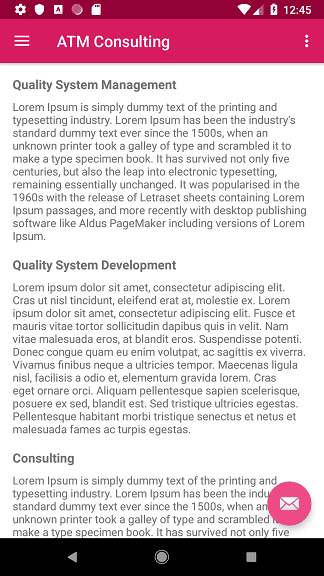 12:45
ATM Consulting
Quality System Management
Lorem Ipsum is simply dummy text of the printing and
typesetting industry. Lorem Ipsum has been the industry's
standard dummy text ever since the 1500s, when an
unknown printer took a galley of type and scrambled it to
make a type specimen book. It has survived not only five
centuries, but also the leap into electronic typesetting,
remaining essentially unchanged. It was popularised in the
1960s with the release of Letraset sheets containing Lorem
Ipsum passages, and more recently with desktop publishing
software like Aldus PageMaker including versions of Lorem
Ipsum.
Quality System Development
Lorem ipsum dolor sit amet, consectetur adipiscing elit.
Cras ut nisl tincidunt, eleifend erat at, molestie ex. Lorem
ipsum dolor sit amet, consectetur adipiscing elit. Fusce et
mauris vitae tortor sollicitudin dapibus quis in velit. Nam
vitae malesuada eros, at blandit eros. Suspendisse potenti.
Donec congue quam eu enim volutpat, ac sagittis ex viverra.
Vivamus finibus neque a ultricies tempor. Maecenas ligula
nisl, facilisis a odio et, elementum gravida lorem. Cras
eget ornare orci. Aliquam pellentesque sapien scelerisque,
posuere ex sed, blandit est. Sed tristique ultricies egestas.
Pellentesque habitant morbi tristique senectus et netus et
malesuada fames ac turpis egestas.
Consulting
Lorem Ipsum is simply dummy text of the printing and
typesetting industry. Lorem Ipsum has been the indu
standard dummy text ever since the 1500s, when an
unknown printer took a galley of type and scrambled it
make a type specimen book. It has survived not only five